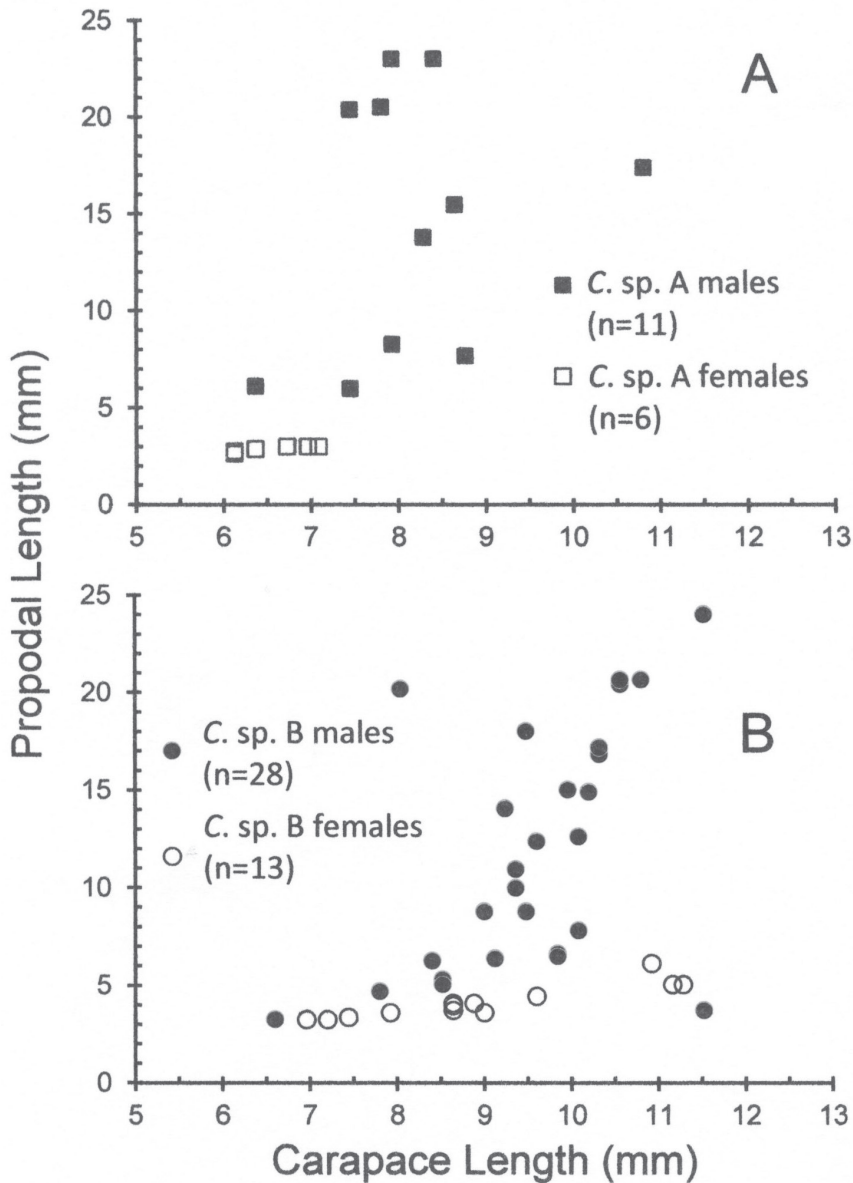 25
A
20
15
C. sp. A males
(n=11)
10
C. sp. A females
(n=6)
5
0
5 6 7 8 9 10 11 12 13
Propodal Length (mm)
25
20
B
C. sp. B males
(n=28)
15
C. sp. B females
(n=13)
10
5
0
5 6 7 8 9 10 11 12 13
Carapace Length (mm)